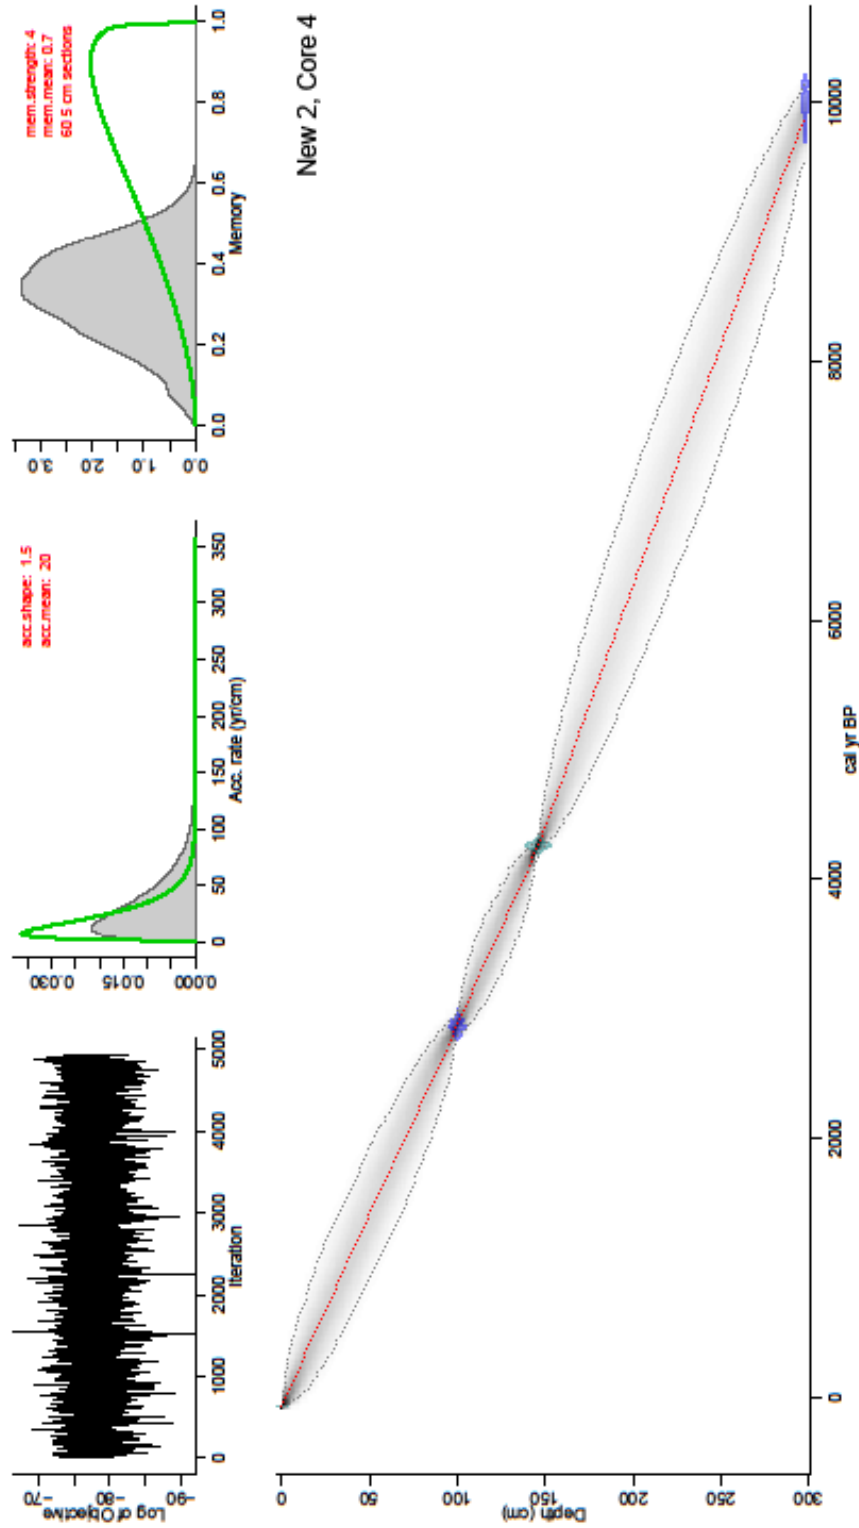 -70
-80
-90
Log of Objective
0 1000 2000 3000 4000 5000
Iteration
acc.shape: 1.5
acc.mean: 20
0.030
0.015
0.000
0 50 100 150 200 250 300 350
Acc. rate (yr/cm)
mem.strength: 4
mem.mean: 0.7
60 5 cm sections
3.0
2.0
1.0
0.0
0.0 0.2 0.4 0.6 0.8 1.0
Memory
New 2, Core 4
0
50
100
150
200
250
300
Depth (cm)
0 2000 4000 6000 8000 10000
cal yr BP